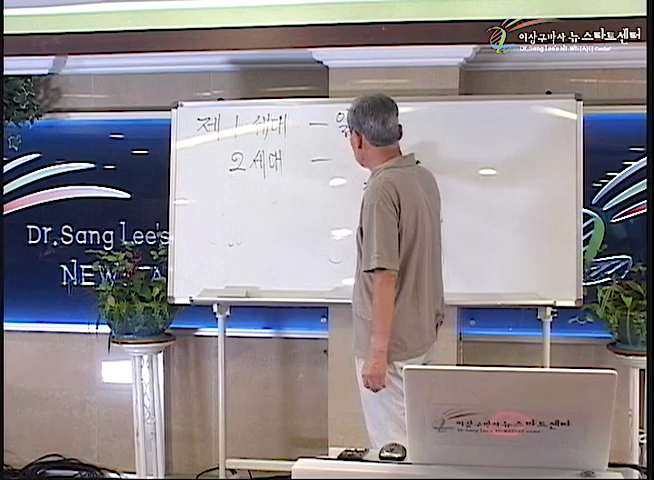 이상구박사 뉴스타트센터
Dr.Sang Lee's NEWSTART Center
제 1 세대 –
2 세대 –
Dr.Sang Lee's
NEW
이상구박사 뉴스타트센터